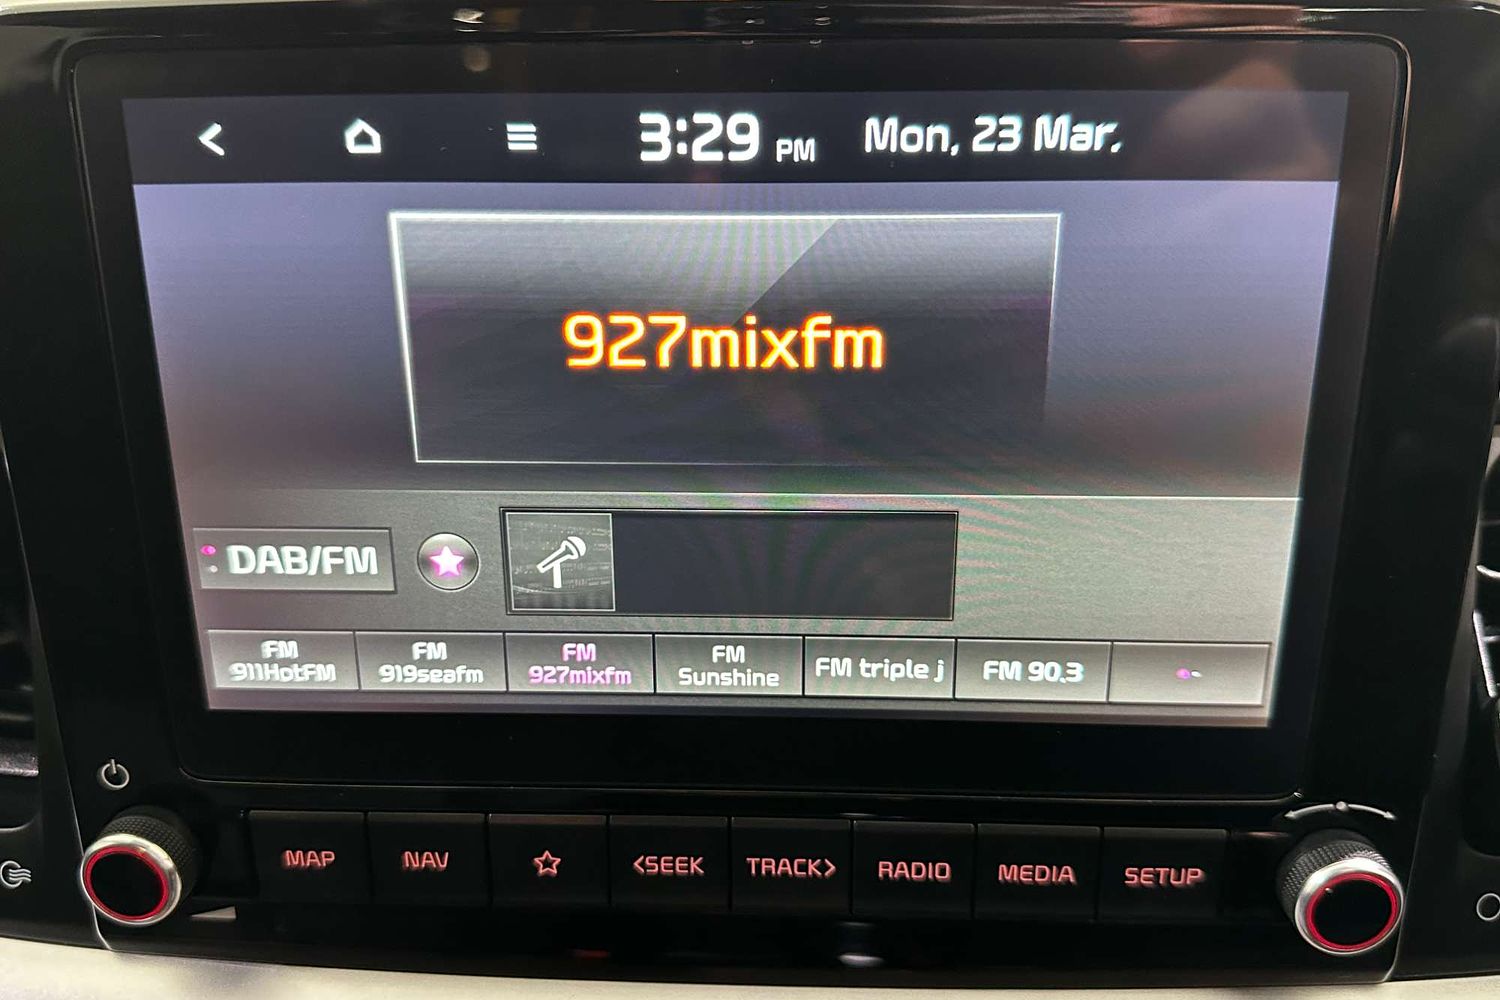 3:29 PM Mon, 23 Mar.
927mixfm
DAB/FM
FM
911HotFM
FM
919seafm
FM
927mixfm
FM
Sunshine
FM triple j
FM 90.3
MAP
NAV
<SEEK
TRACK>
RADIO
MEDIA
SETUP